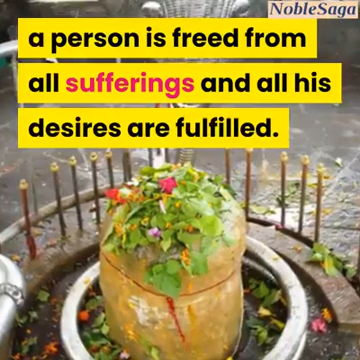 NobleSaga
a person is freed from
all sufferings and all his
desires are fulfilled.